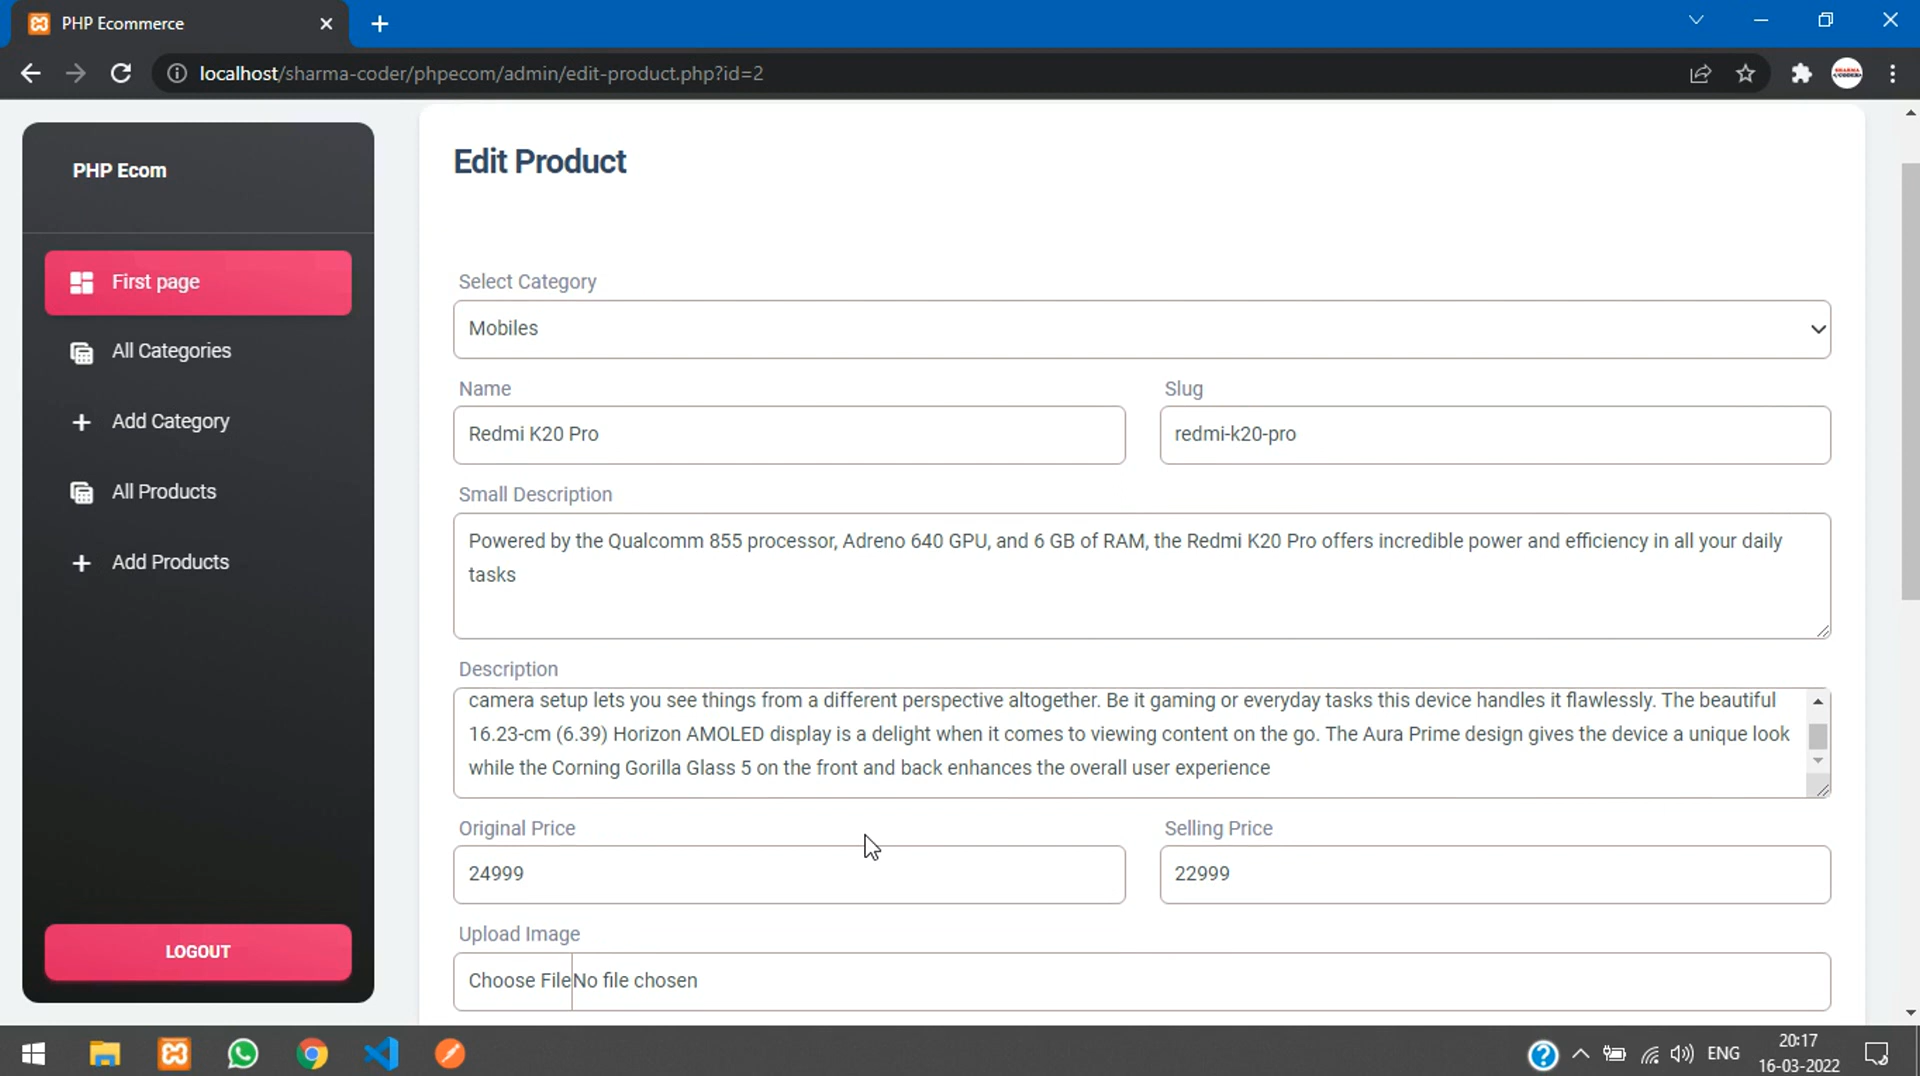 PHP Ecommerce
localhost/sharma-coder/phpecom/admin/edit-product.php?id=2
PHP Ecom
First page
All Categories
Add Category
All Products
Add Products
LOGOUT
Edit Product
Select Category
Mobiles
Name
Slug
Redmi K20 Pro
redmi-k20-pro
Small Description
Powered by the Qualcomm 855 processor, Adreno 640 GPU, and 6 GB of RAM, the Redmi K20 Pro offers incredible power and efficiency in all your daily
tasks
Description
camera setup lets you see things from a different perspective altogether. Be it gaming or everyday tasks this device handles it flawlessly. The beautiful
16.23-cm (6.39) Horizon AMOLED display is a delight when it comes to viewing content on the go. The Aura Prime design gives the device a unique look
while the Corning Gorilla Glass 5 on the front and back enhances the overall user experience
Original Price
Selling Price
24999
22999
Upload Image
Choose File No file chosen
ENG
20:17
16-03-2022